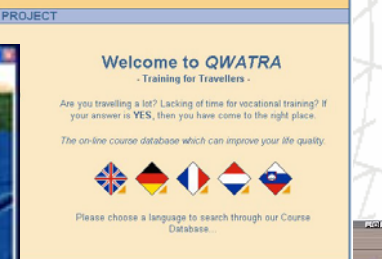 PROJECT
Welcome to QWATRA
- Training for Travellers -
Are you travelling a lot? Lacking of time for vocational training? If
your answer is YES, then you have come to the right place.
The on-line course database which can improve your life quality.
Please choose a language to search through our Course
Database...